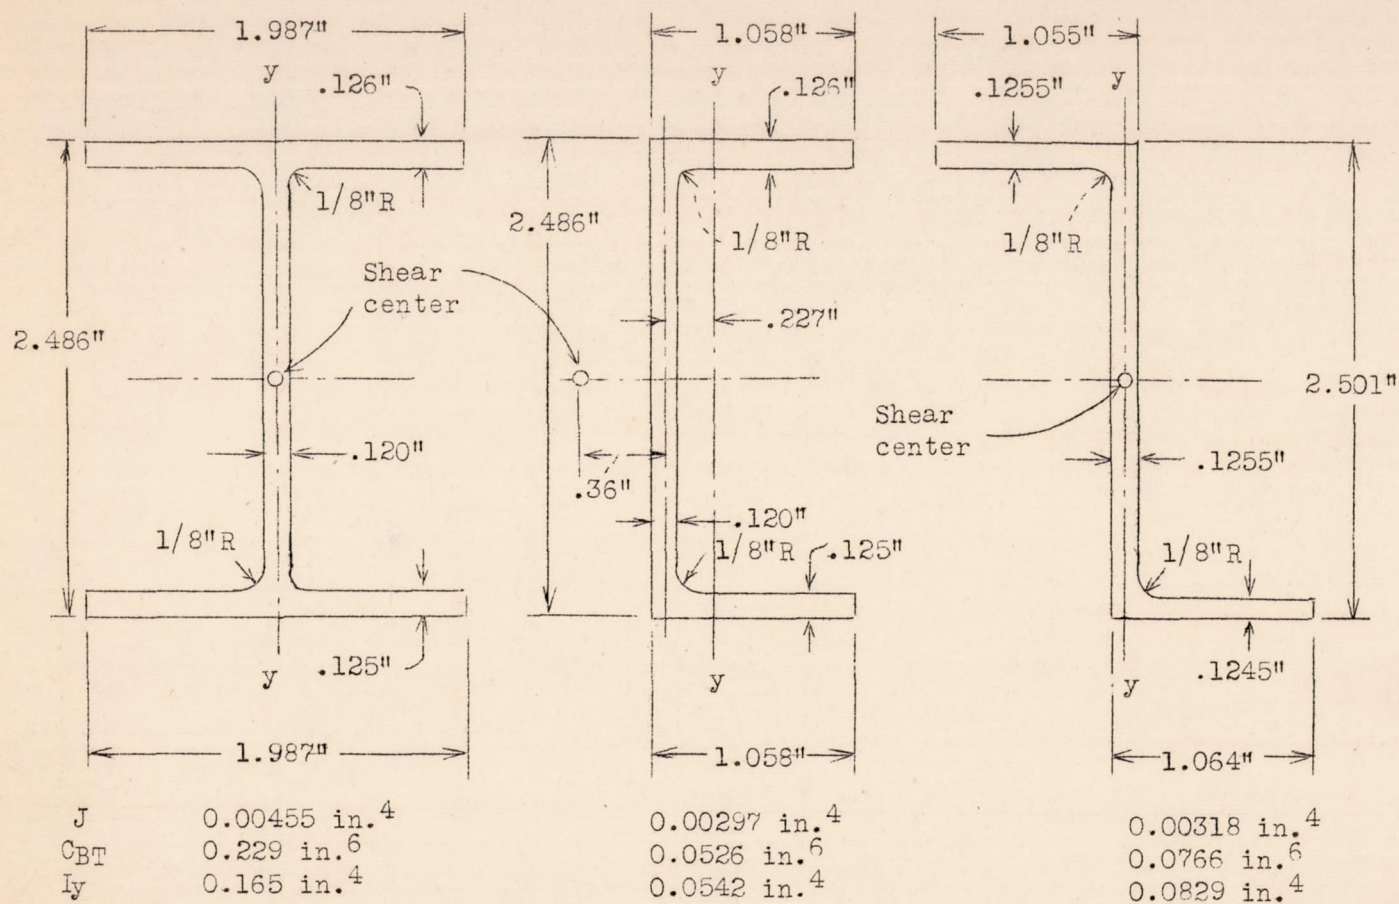 1.987"
1.058"
1.055"
y
.126"
y
.126"
y
.1255"
1/8"R
2.486"
1/8"R
1/8"R
Shear
center
.227"
2.486"
2.501"
Shear
center
.120"
.36"
.1255"
.120"
1/8"R
1/8"R
.125"
1/8"R
y
.125"
y
y
.1245"
1.987"
1.058"
1.064"
J 0.00455 in.4 0.00297 in.4 0.00318 in.4
CBT 0.229 in.6 0.0526 in.6 0.0766 in.6
Iy 0.165 in.4 0.0542 in.4 0.0829 in.4